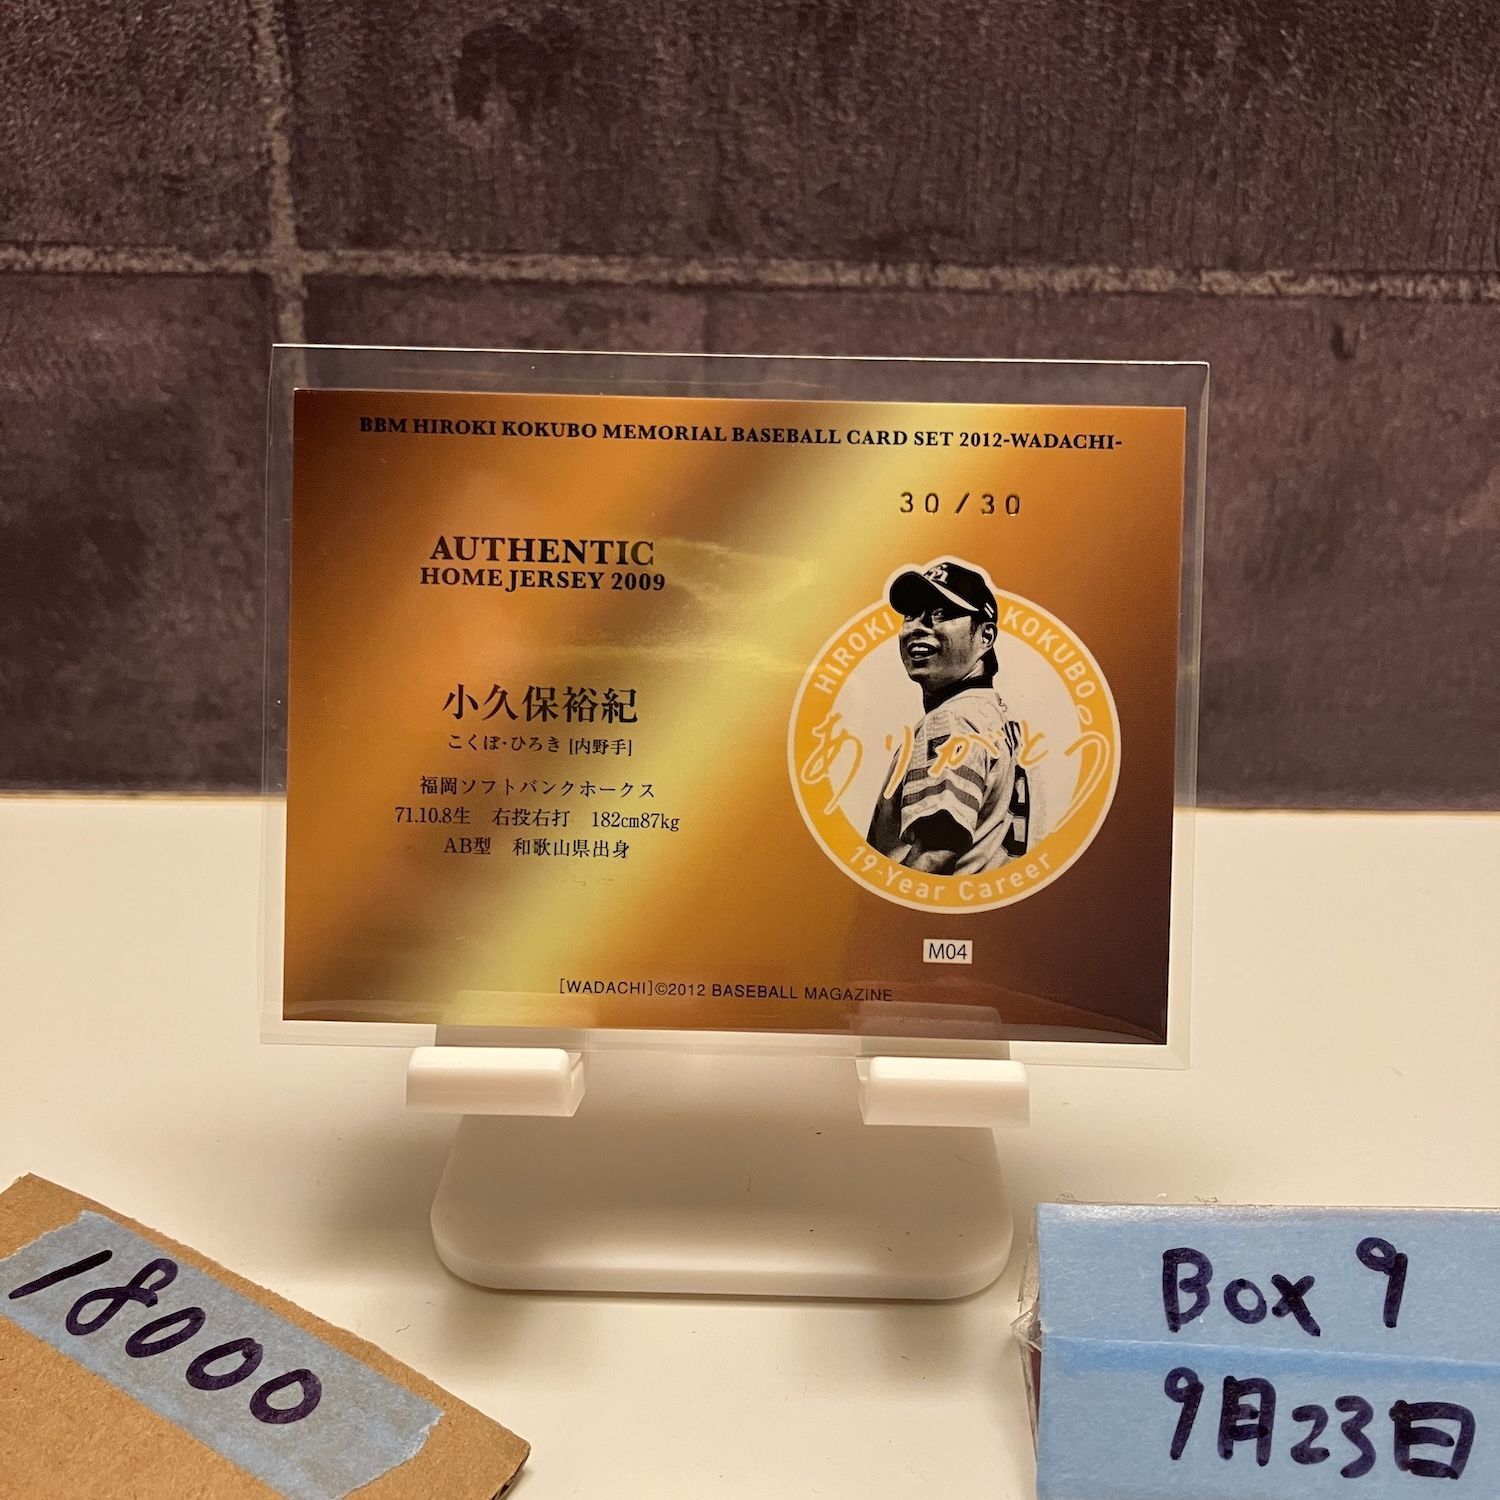 BBM HIROKI KOKUBO MEMORIAL BASEBALL CARD SET 2012-WADACHI-
30/30
AUTHENTIC
HOME JERSEY 2009
小久保裕紀
こくぼ・ひろき [内野手]
福岡ソフトバンクホークス
71.10.8生 右投右打 182cm87kg
AB型 和歌山県出身
HIROKI KOKUBO
ありがとう
19-Year Career
M04
[WADACHI]©2012 BASEBALL MAGAZINE
18000
Box 9
9月23日